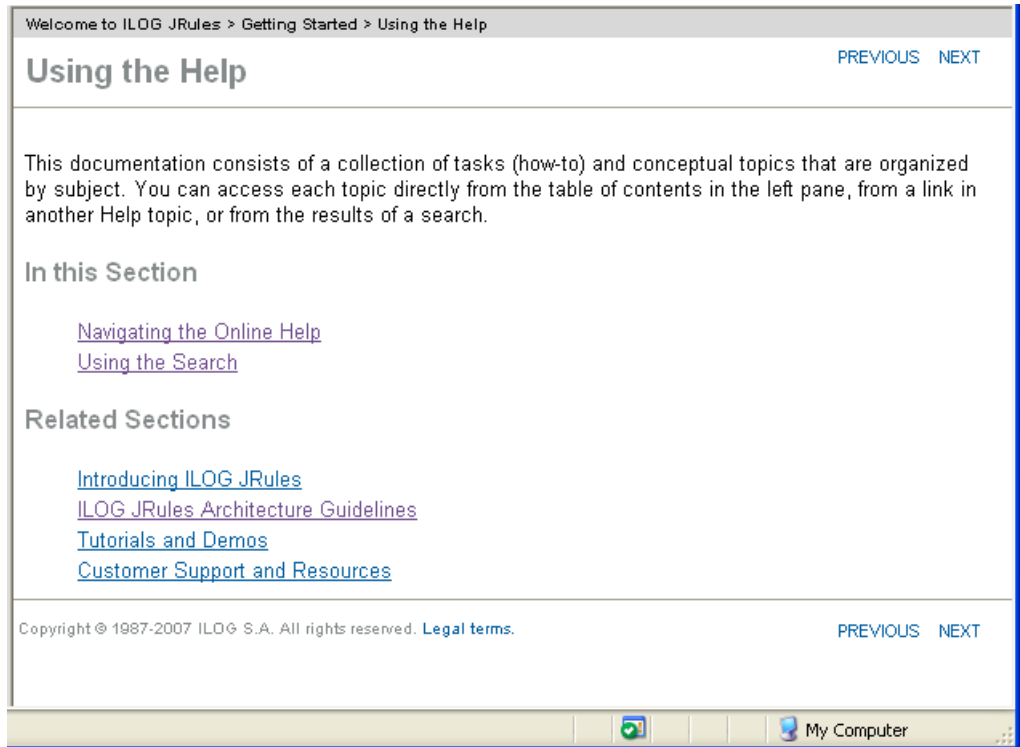 Welcome to ILOG JRules > Getting Started > Using the Help
Using the Help
PREVIOUS NEXT
This documentation consists of a collection of tasks (how-to) and conceptual topics that are organized
by subject. You can access each topic directly from the table of contents in the left pane, from a link in
another Help topic, or from the results of a search.
In this Section
Navigating the Online Help
Using the Search
Related Sections
Introducing ILOG JRules
ILOG JRules Architecture Guidelines
Tutorials and Demos
Customer Support and Resources
Copyright © 1987-2007 ILOG S.A. All rights reserved. Legal terms.
PREVIOUS NEXT
My Computer